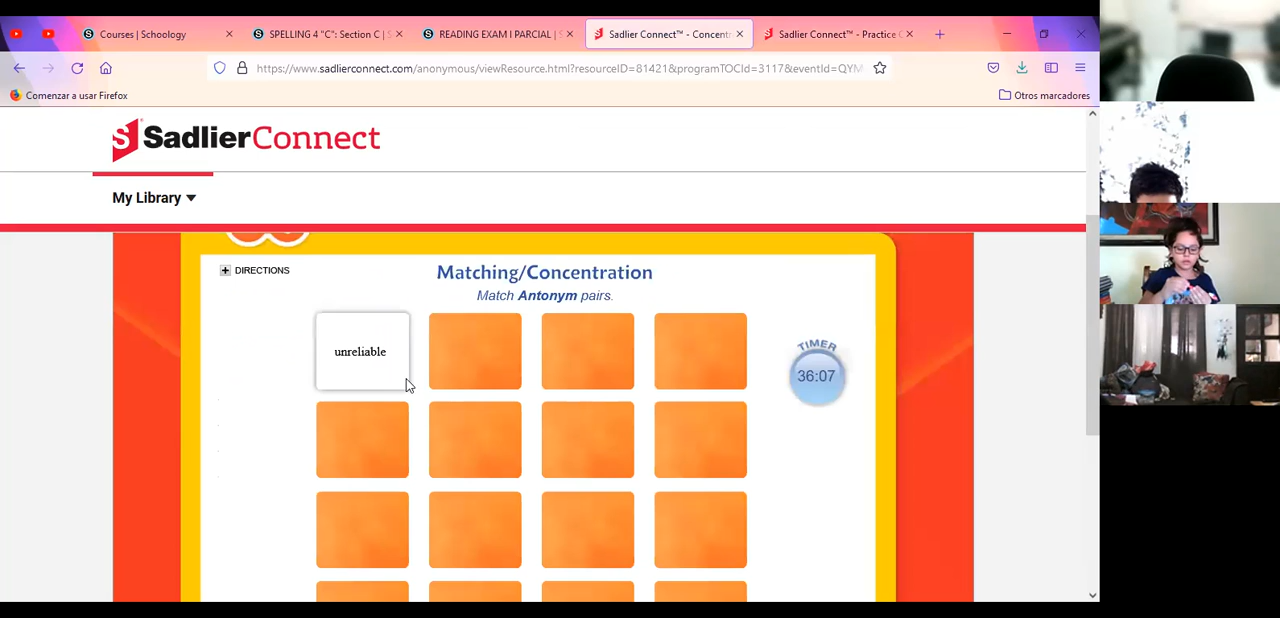 Courses | Schoology
SPELLING 4 "C": Section C | S
READING EXAM I PARCIAL | S
Sadlier Connect™ - Concent
Sadlier Connect™ - Practice C
https://www.sadlierconnect.com/anonymous/viewResource.html?resourceID=81421&programTOCId=3117&eventId=QYM
Comenzar a usar Firefox
Otros marcadores
SadlierConnect
My Library
DIRECTIONS
Matching/Concentration
Match Antonym pairs.
unreliable
TIMER
36:07